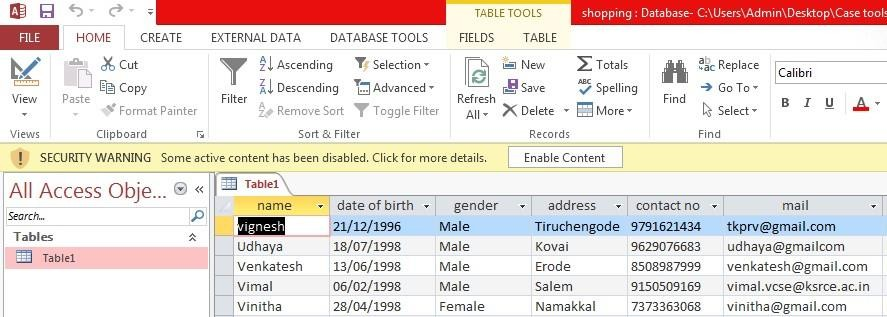 TABLE TOOLS
shopping : Database- C:\Users\Admin\Desktop\Case tools
FILE HOME CREATE EXTERNAL DATA DATABASE TOOLS FIELDS TABLE
View
Views
Paste
Cut
Copy
Format Painter
Clipboard
Filter
Ascending
Descending
Remove Sort
Selection
Advanced
Toggle Filter
Sort & Filter
Refresh
All
New
Save
Delete
Totals
Spelling
More
Records
Find
Replace
Go To
Select
Find
Calibri
B I U A
SECURITY WARNING Some active content has been disabled. Click for more details. Enable Content
All Access Obje...
Search...
Tables
Table1
Table1
name date of birth gender address contact no mail
vignesh 21/12/1996 Male Tiruchengode 9791621434 tkprv@gmail.com
Udhaya 18/07/1998 Male Kovai 9629076683 udhaya@gmailcom
Venkatesh 13/06/1998 Male Erode 8508987999 venkatesh@gmail.com
Vimal 06/02/1998 Male Salem 9150509169 vimal.vcse@ksrce.ac.in
Vinitha 28/04/1998 Female Namakkal 7373363068 vinitha@gmail.com